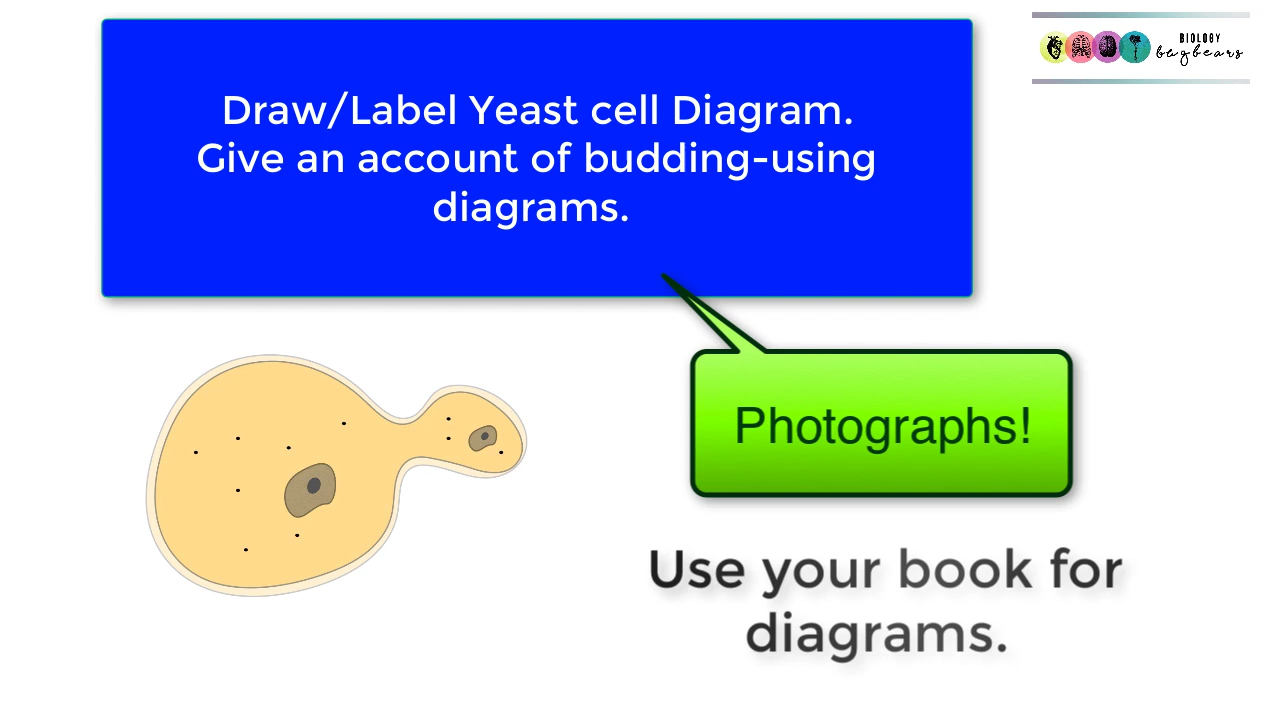 BIOLOGY
bugbears
Draw/Label Yeast cell Diagram.
Give an account of budding-using
diagrams.
Photographs!
Use your book for
diagrams.